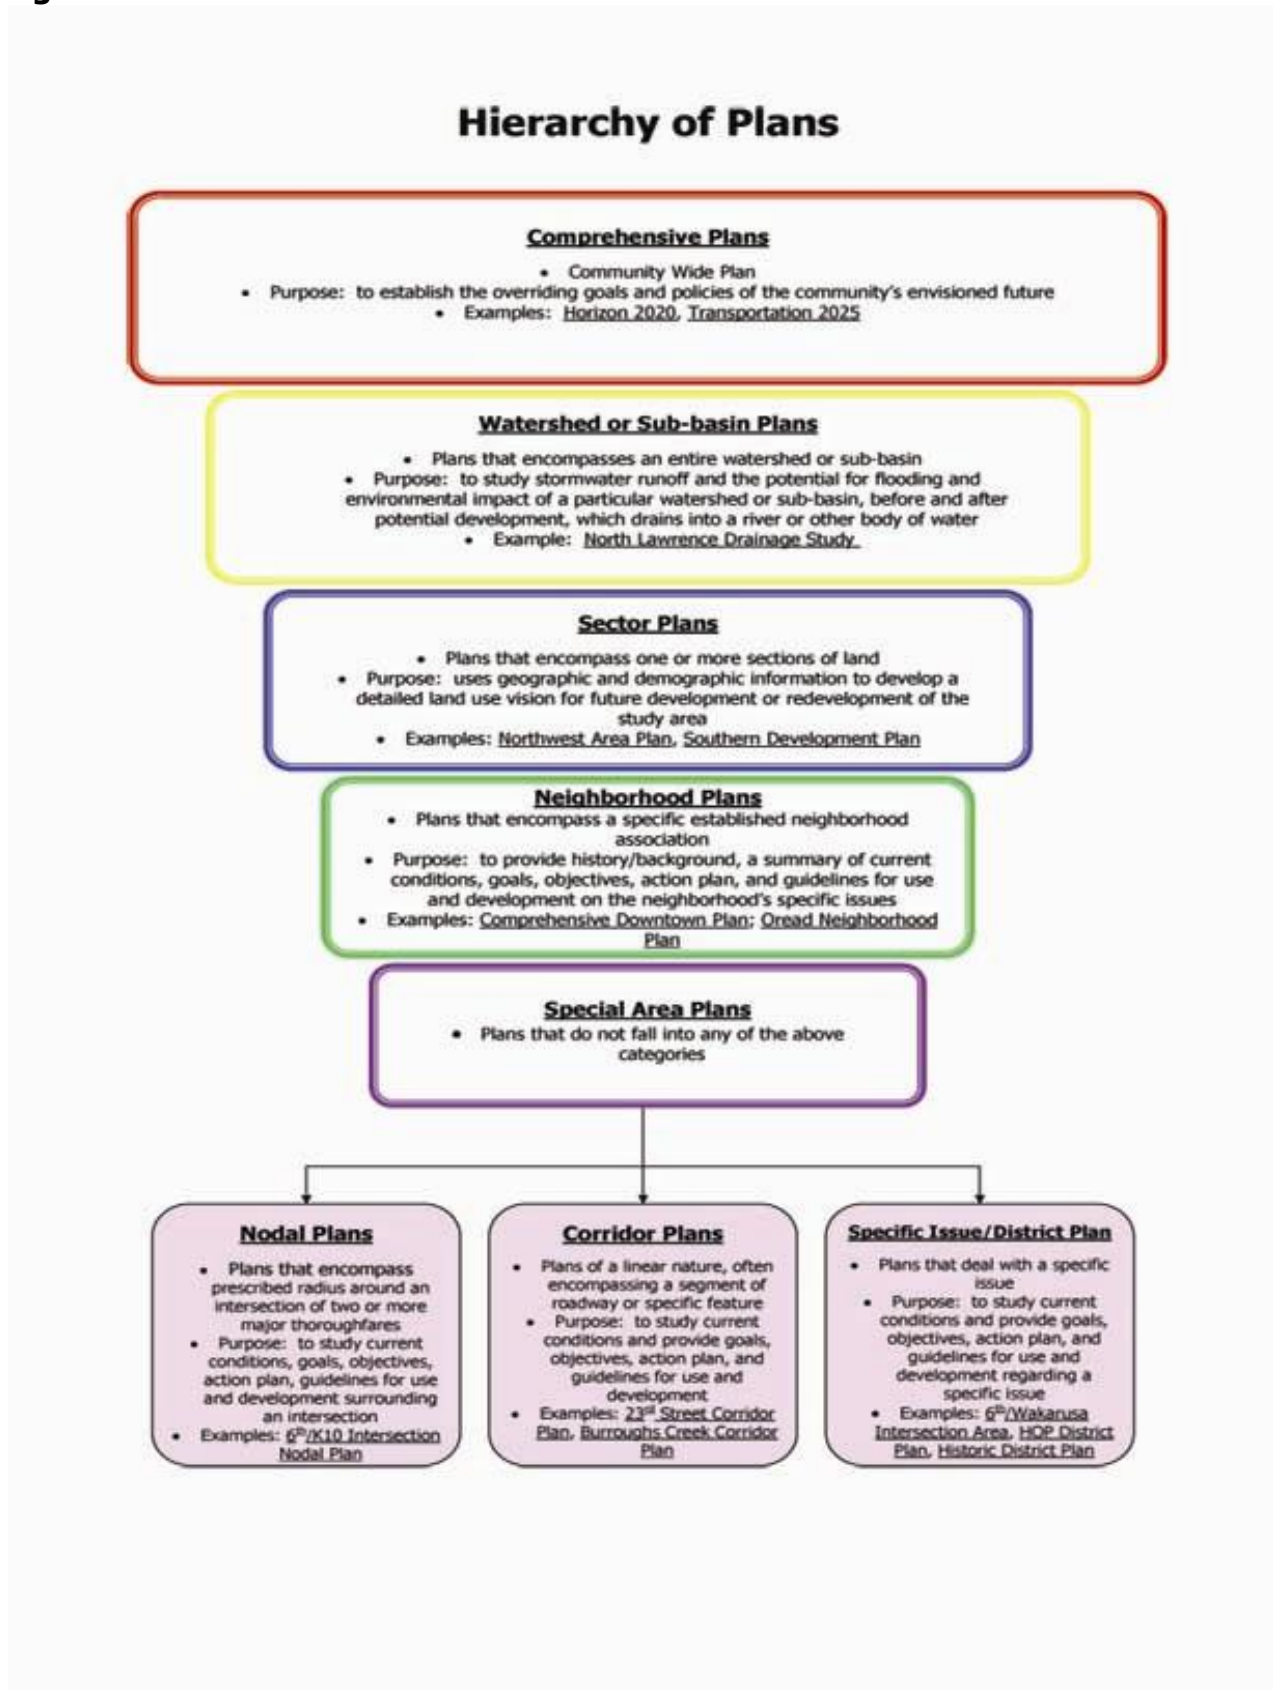 Hierarchy of Plans
Comprehensive Plans
• Community Wide Plan
• Purpose: to establish the overriding goals and policies of the community's envisioned future
• Examples: Horizon 2020, Transportation 2025
Watershed or Sub-basin Plans
• Plans that encompasses an entire watershed or sub-basin
• Purpose: to study stormwater runoff and the potential for flooding and
environmental impact of a particular watershed or sub-basin, before and after
potential development, which drains into a river or other body of water
• Example: North Lawrence Drainage Study
Sector Plans
• Plans that encompass one or more sections of land
• Purpose: uses geographic and demographic information to develop a
detailed land use vision for future development or redevelopment of the
study area
• Examples: Northwest Area Plan, Southern Development Plan
Neighborhood Plans
• Plans that encompass a specific established neighborhood
association
• Purpose: to provide history/background, a summary of current
conditions, goals, objectives, action plan, and guidelines for use
and development on the neighborhood's specific issues
• Examples: Comprehensive Downtown Plan; Oread Neighborhood
Plan
Special Area Plans
• Plans that do not fall into any of the above
categories
Nodal Plans
• Plans that encompass
prescribed radius around an
intersection of two or more
major thoroughfares
• Purpose: to study current
conditions, goals, objectives,
action plan, guidelines for use
and development surrounding
an intersection
• Examples: 6th/K10 Intersection
Nodal Plan
Corridor Plans
• Plans of a linear nature, often
encompassing a segment of
roadway or specific feature
• Purpose: to study current
conditions and provide goals,
objectives, action plan, and
guidelines for use and
development
• Examples: 23rd Street Corridor
Plan, Burroughs Creek Corridor
Plan
Specific Issue/District Plan
• Plans that deal with a specific
issue
• Purpose: to study current
conditions and provide goals,
objectives, action plan, and
guidelines for use and
development regarding a
specific issue
• Examples: 6th/Wakarusa
Intersection Area, HOP District
Plan, Historic District Plan